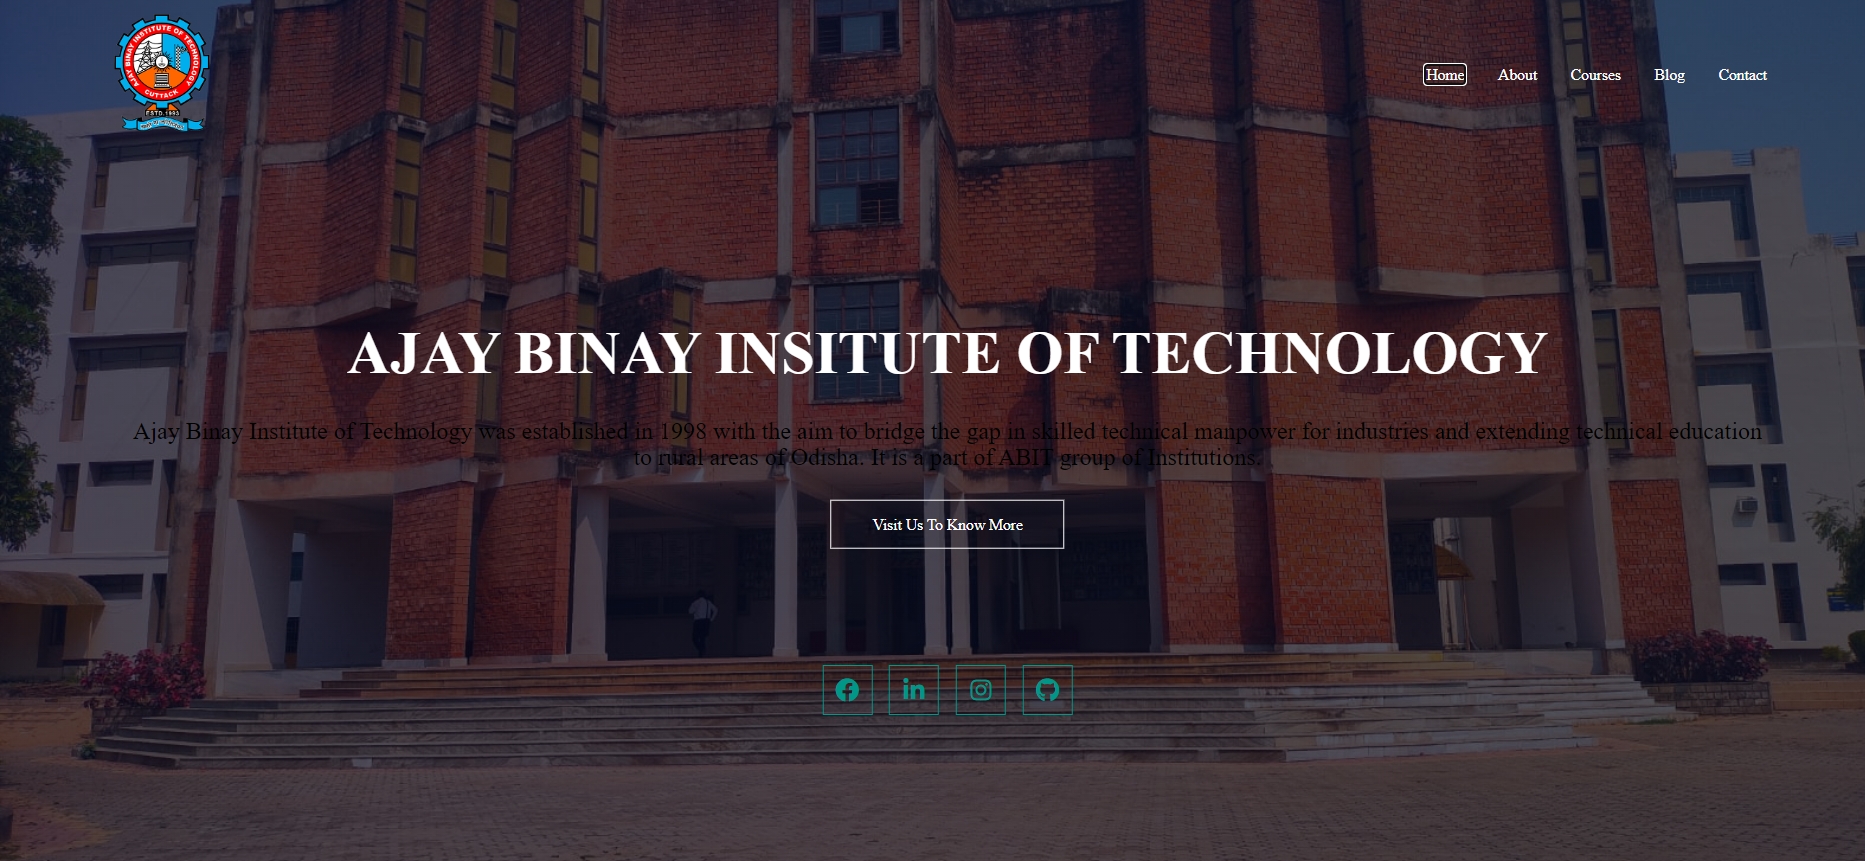 AJAY BINAY INSTITUTE OF TECHNOLOGY
CUTTACK
ESTD.1993
Home About Courses Blog Contact
AJAY BINAY INSITUTE OF TECHNOLOGY
Ajay Binay Institute of Technology was established in 1998 with the aim to bridge the gap in skilled technical manpower for industries and extending technical education
to rural areas of Odisha. It is a part of ABIT group of Institutions.
Visit Us To Know More